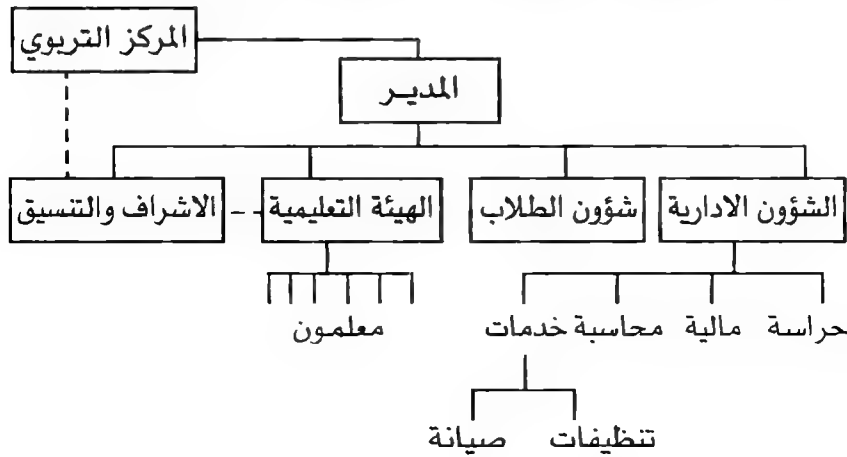 المركز التربوي
المديـر
الشؤون الادارية
شؤون الطلاب
الهيئة التعليمية
الاشراف والتنسيق
حراسة
مالية
محاسبة
خدمات
معلمون
تنظيفات
صيانة